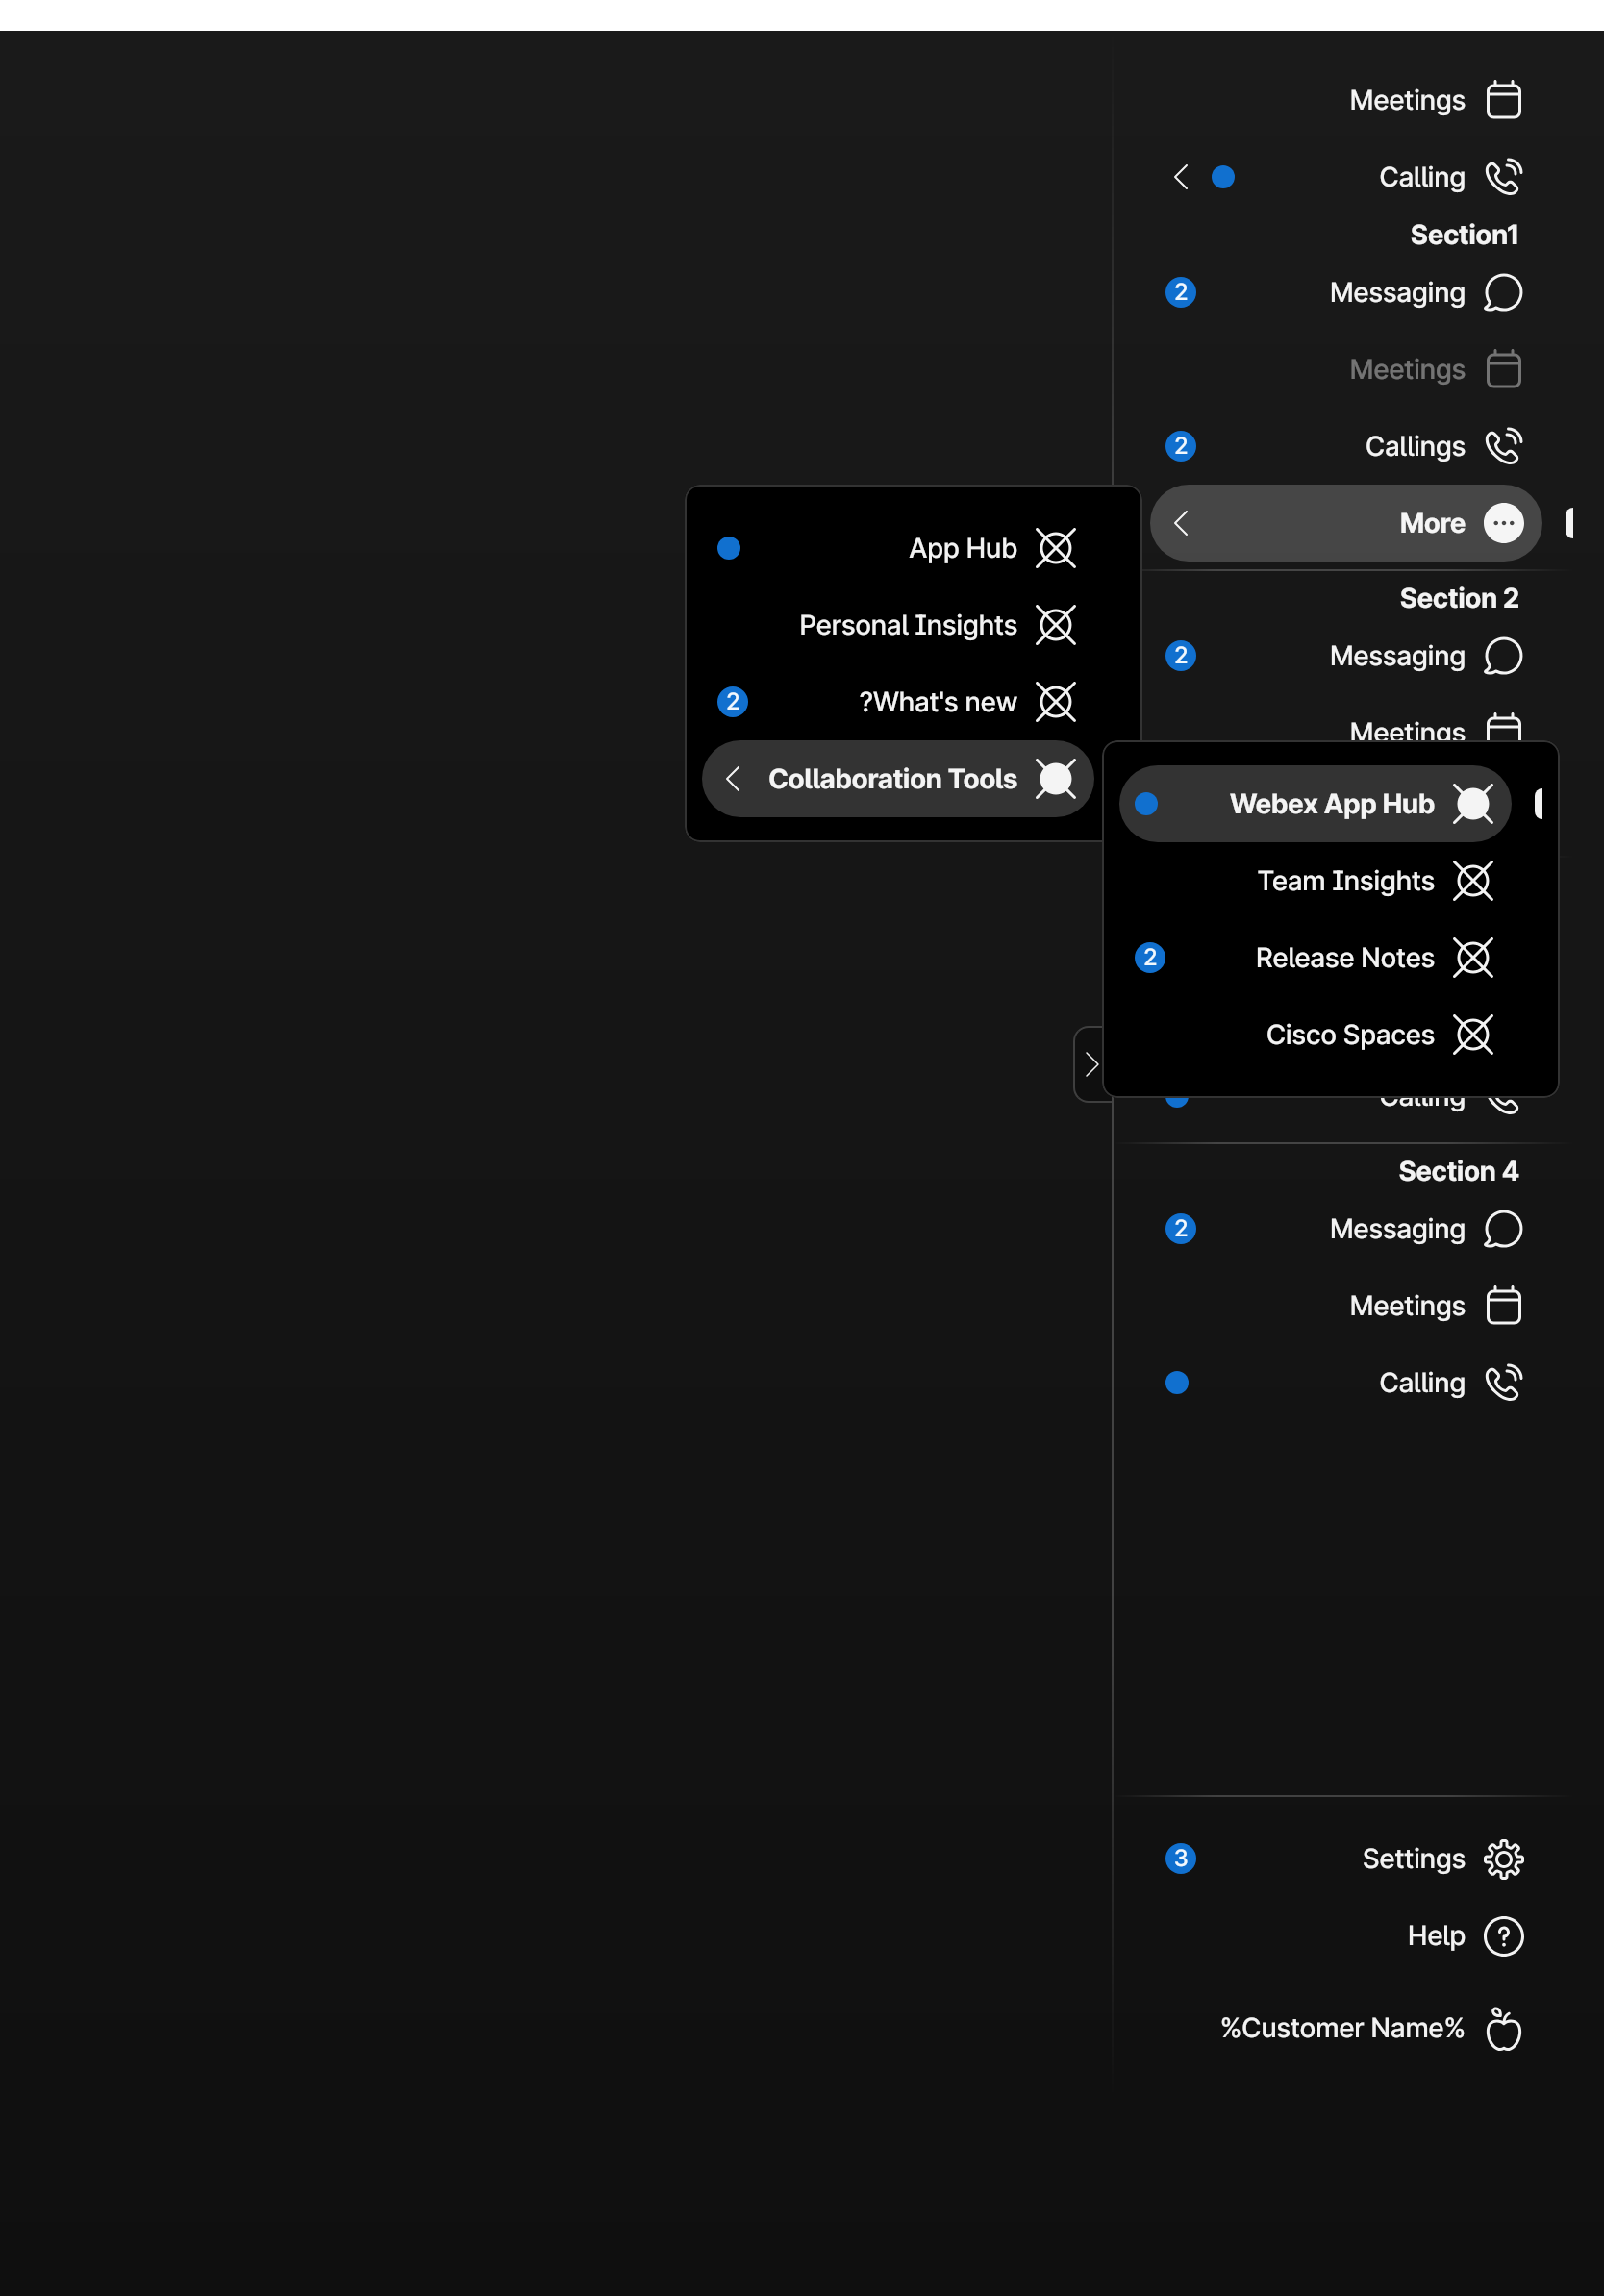 Meetings
Calling
Section1
Messaging
2
Meetings
Callings
2
More
App Hub
Personal Insights
?What's new
2
Collaboration Tools
Section 2
Messaging
2
Meetings
Webex App Hub
Team Insights
Release Notes
2
Cisco Spaces
Calling
Section 4
Messaging
2
Meetings
Calling
Settings
3
Help
%Customer Name%